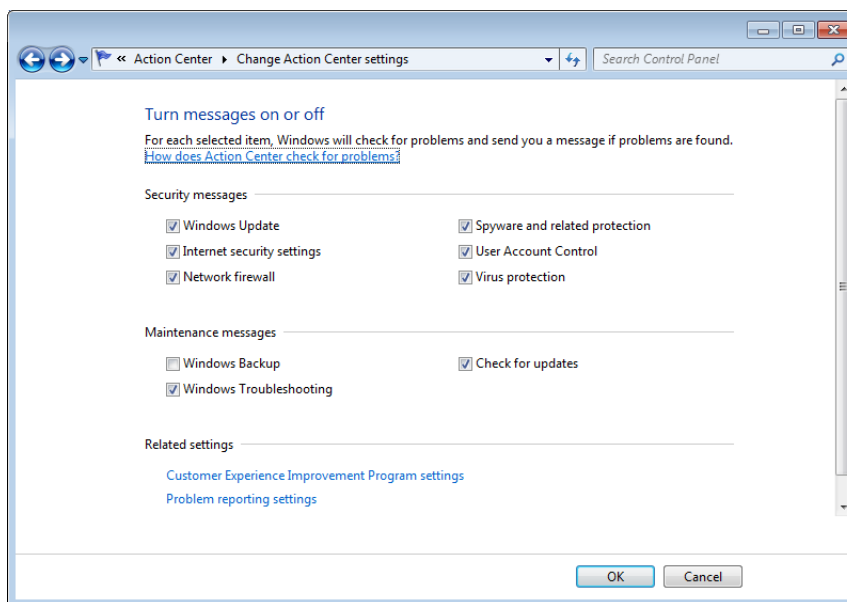 « Action Center ▸ Change Action Center settings
Search Control Panel
Turn messages on or off
For each selected item, Windows will check for problems and send you a message if problems are found.
How does Action Center check for problems?
Security messages
Windows Update
Spyware and related protection
Internet security settings
User Account Control
Network firewall
Virus protection
Maintenance messages
Windows Backup
Check for updates
Windows Troubleshooting
Related settings
Customer Experience Improvement Program settings
Problem reporting settings
OK
Cancel